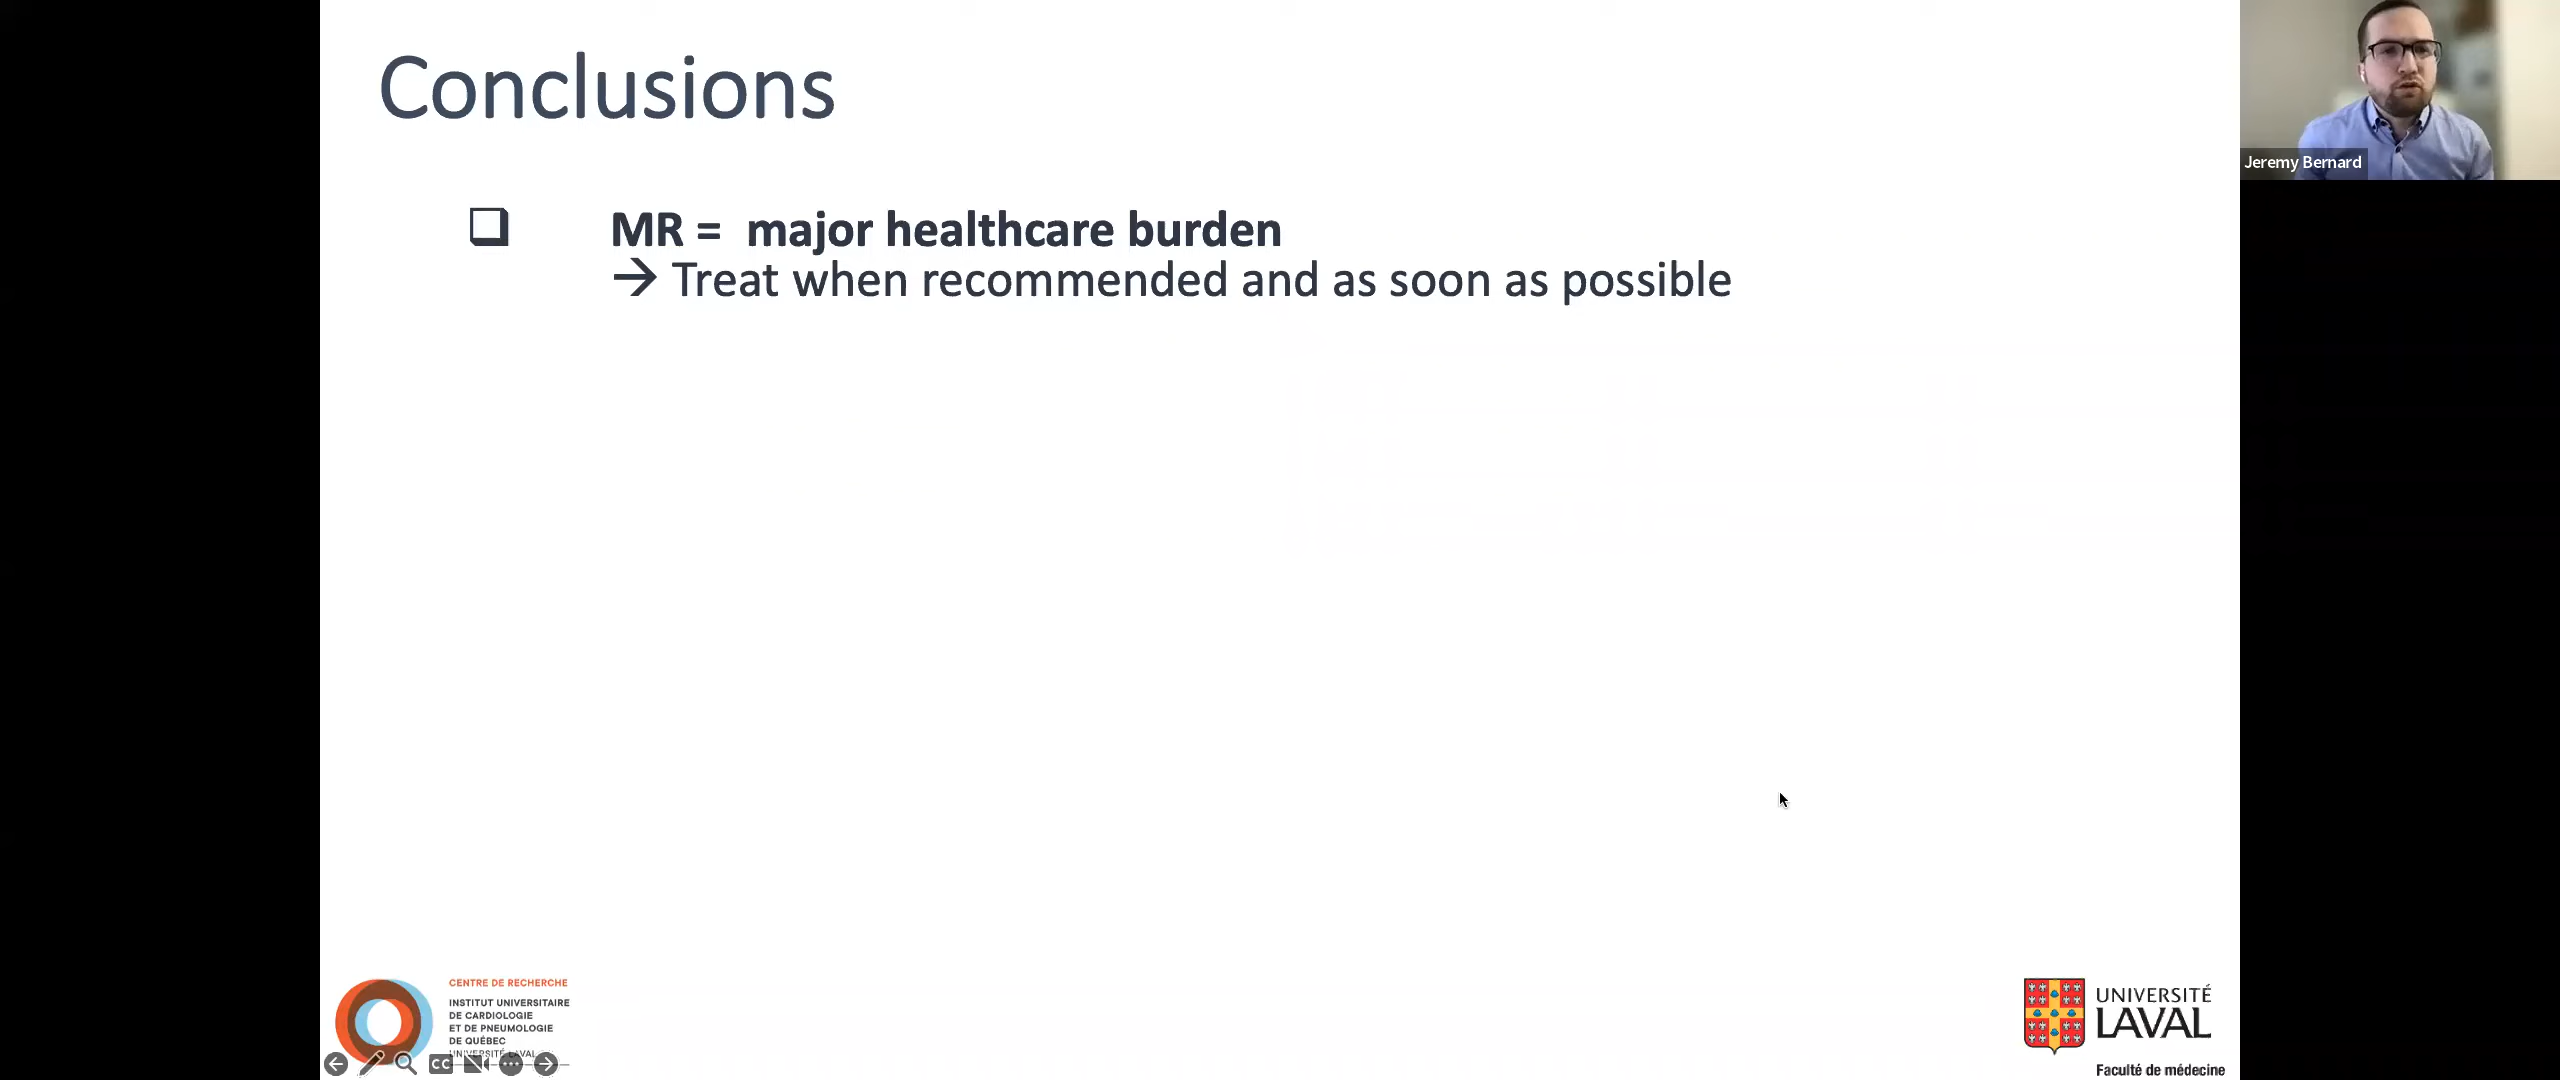 Conclusions
Jeremy Bernard
❑ MR = major healthcare burden
→ Treat when recommended and as soon as possible
CENTRE DE RECHERCHE
INSTITUT UNIVERSITAIRE
DE CARDIOLOGIE
ET DE PNEUMOLOGIE
DE QUÉBEC
UNIVERSITÉ LAVAL
CC
UNIVERSITÉ
LAVAL
Faculté de médecine